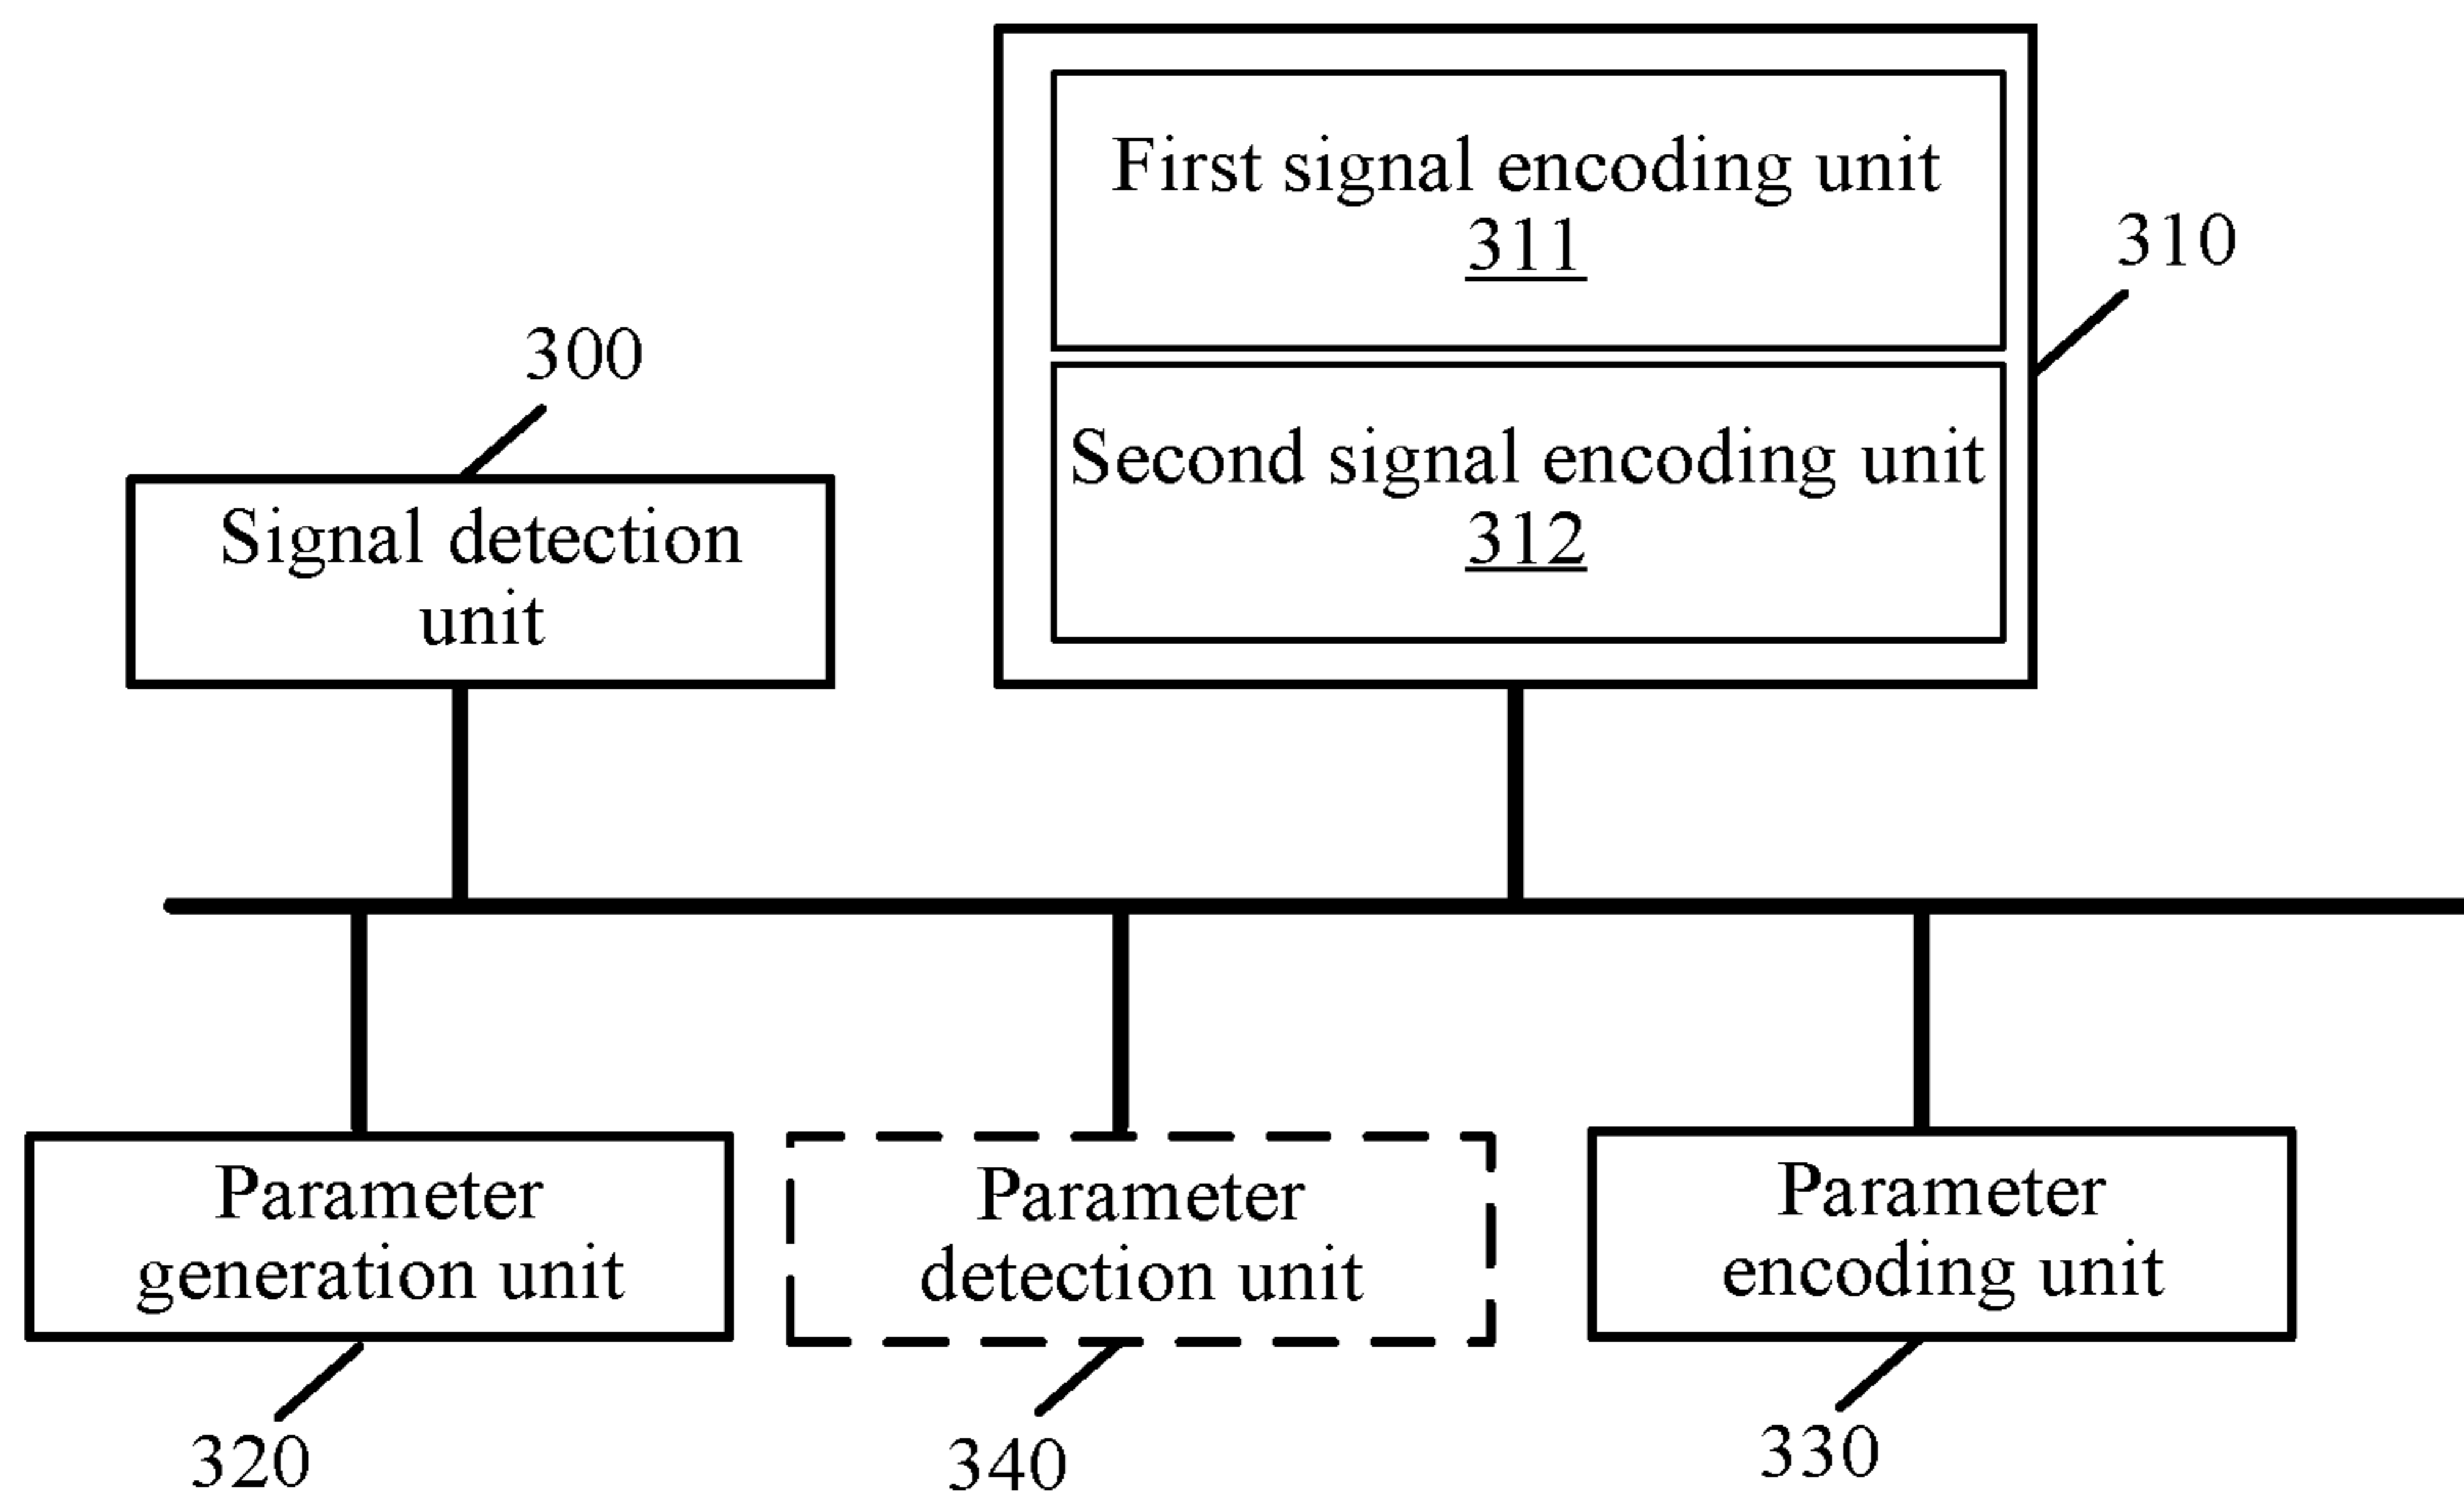 First signal encoding unit
311
310
300
Second signal encoding unit
312
Signal detection
unit
Parameter
generation unit
Parameter
detection unit
Parameter
encoding unit
320
340
330